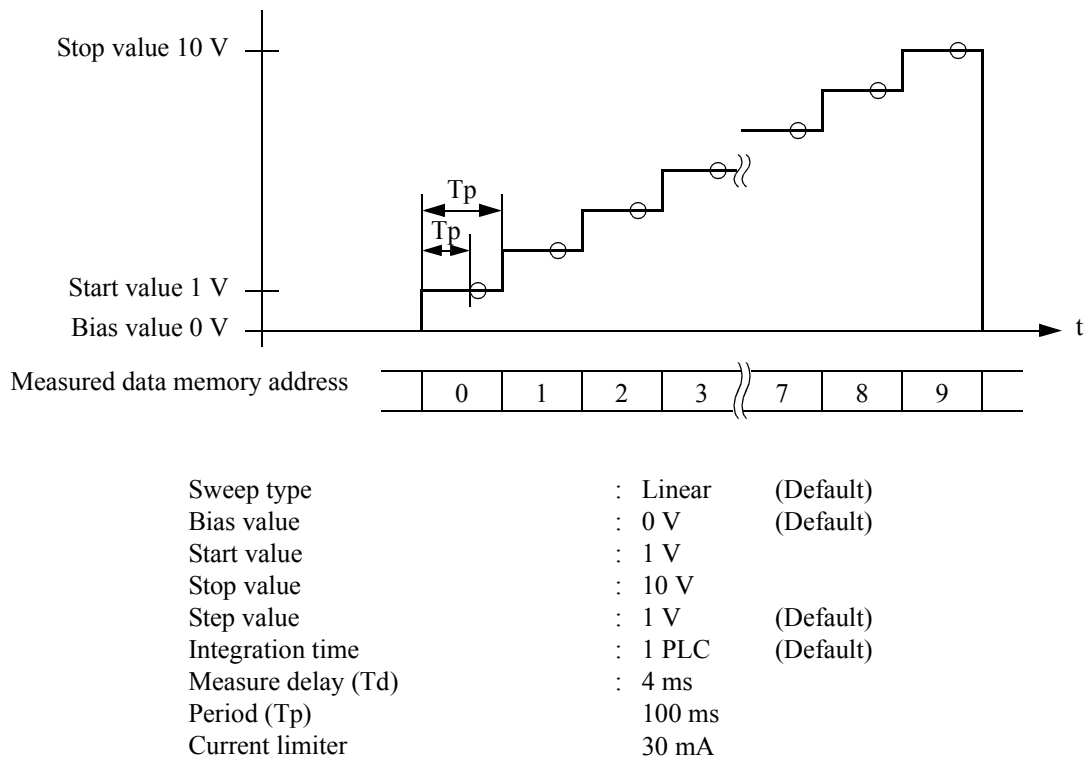 Stop value 10 V
Tp
Tp
Start value 1 V
Bias value 0 V
t
Measured data memory address
0 1 2 3 7 8 9
Sweep type : Linear (Default)
Bias value : 0 V (Default)
Start value : 1 V
Stop value : 10 V
Step value : 1 V (Default)
Integration time : 1 PLC (Default)
Measure delay (Td) : 4 ms
Period (Tp) 100 ms
Current limiter 30 mA